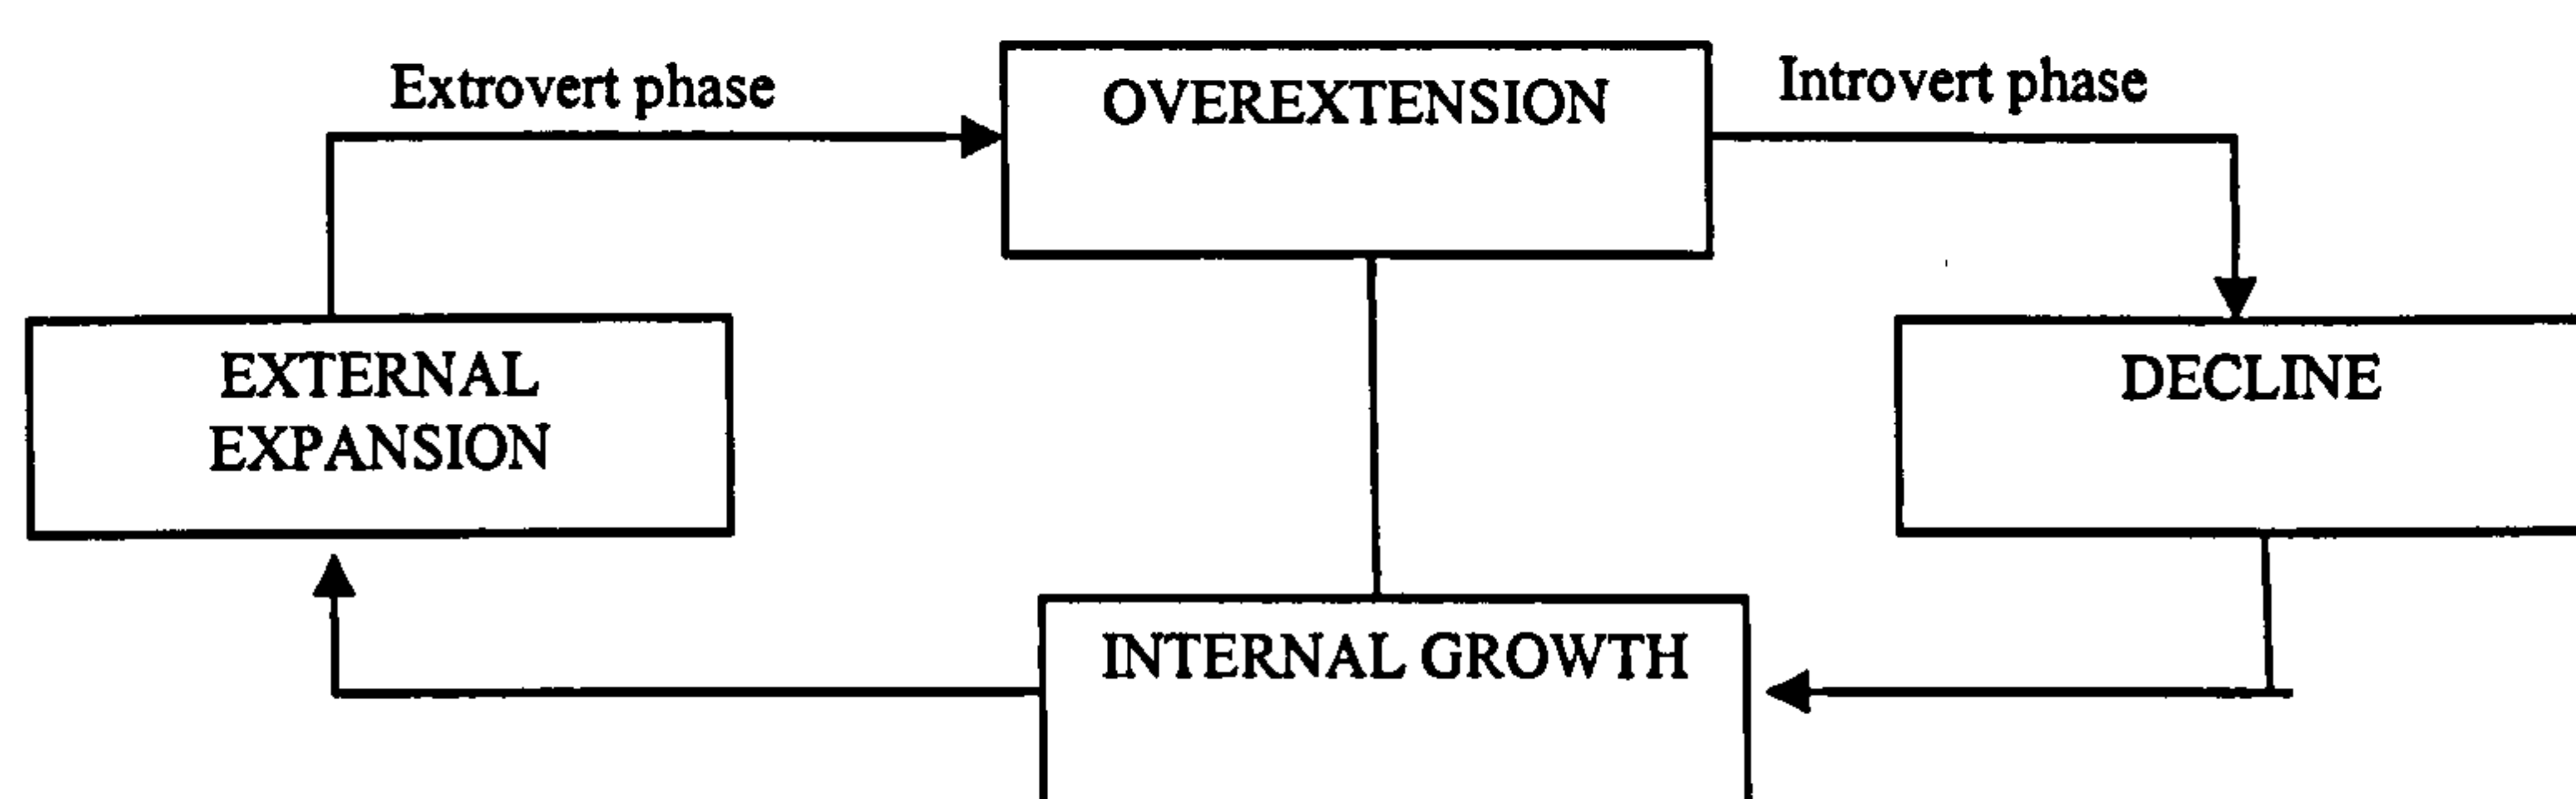 Extrovert phase
OVEREXTENSION
Introvert phase
EXTERNAL
EXPANSION
DECLINE
INTERNAL GROWTH